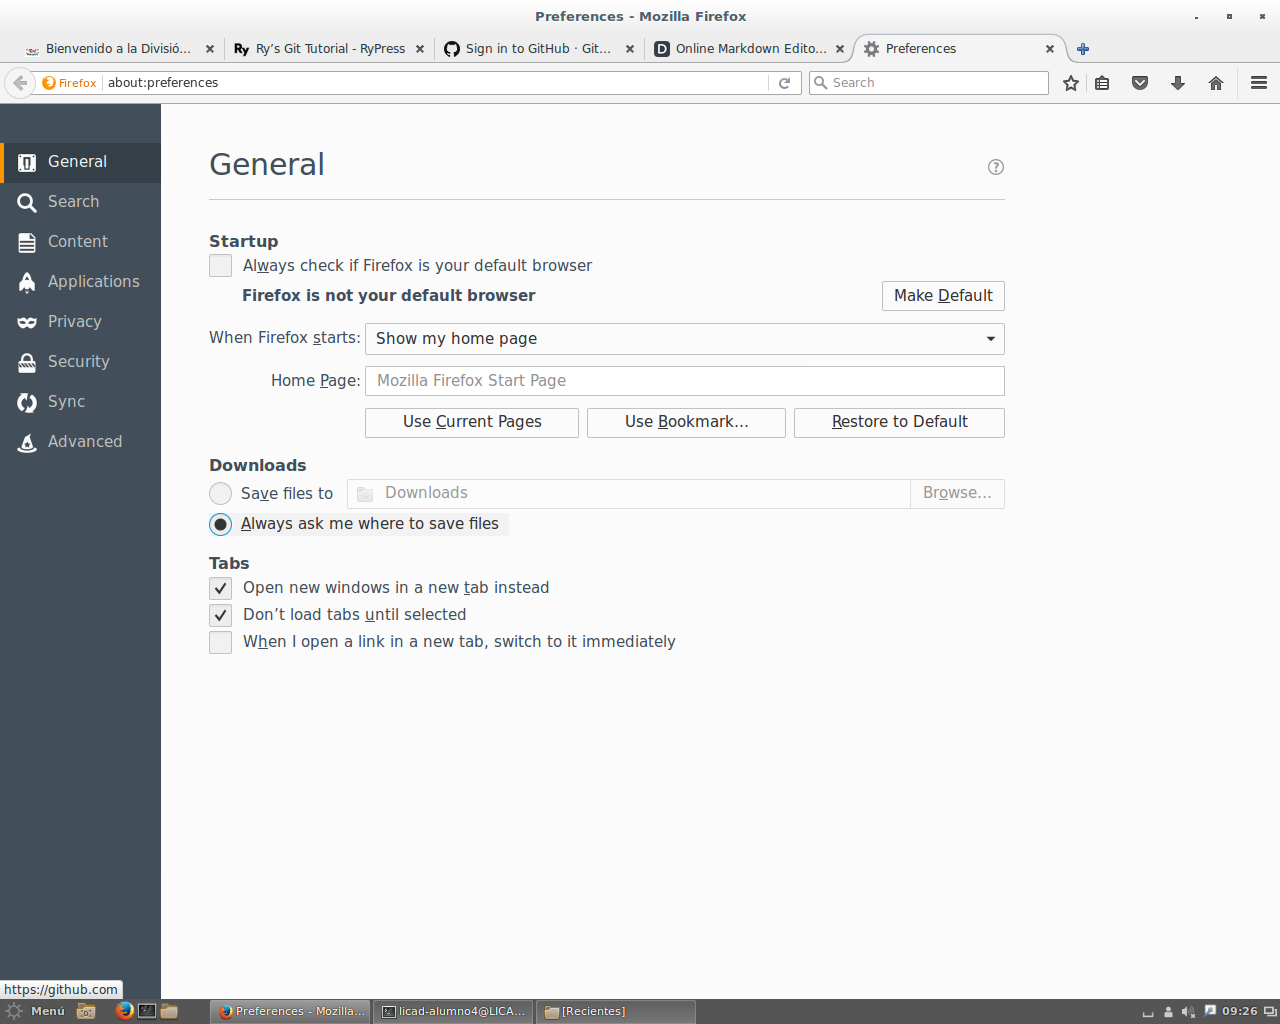 Preferences - Mozilla Firefox
Bienvenido a la Divisió...
Ry's Git Tutorial - RyPress
Sign in to GitHub · Git...
Online Markdown Edito...
Preferences
Firefox
about:preferences
Search
General
Search
Content
Applications
Privacy
Security
Sync
Advanced
General
Startup
Always check if Firefox is your default browser
Firefox is not your default browser
Make Default
When Firefox starts: Show my home page
Home Page: Mozilla Firefox Start Page
Use Current Pages
Use Bookmark...
Restore to Default
Downloads
Save files to Downloads Browse...
Always ask me where to save files
Tabs
Open new windows in a new tab instead
Don't load tabs until selected
When I open a link in a new tab, switch to it immediately
https://github.com
Menú
Preferences - Mozilla...
licad-alumno4@LICA...
[Recientes]
09:26